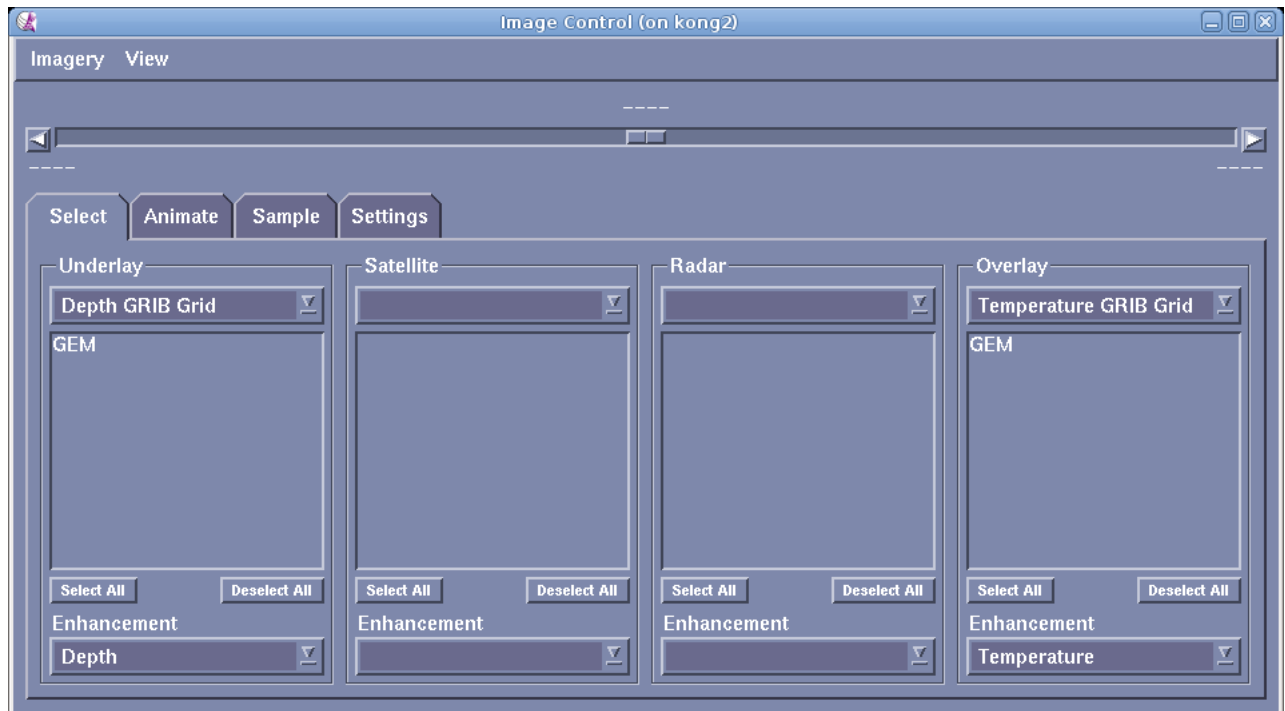 Image Control (on kong2)
Imagery View
----
---- ----
Select Animate Sample Settings
Underlay Satellite Radar Overlay
Depth GRIB Grid Temperature GRIB Grid
GEM GEM
Select All Deselect All Select All Deselect All Select All Deselect All Select All Deselect All
Enhancement Enhancement Enhancement Enhancement
Depth Temperature